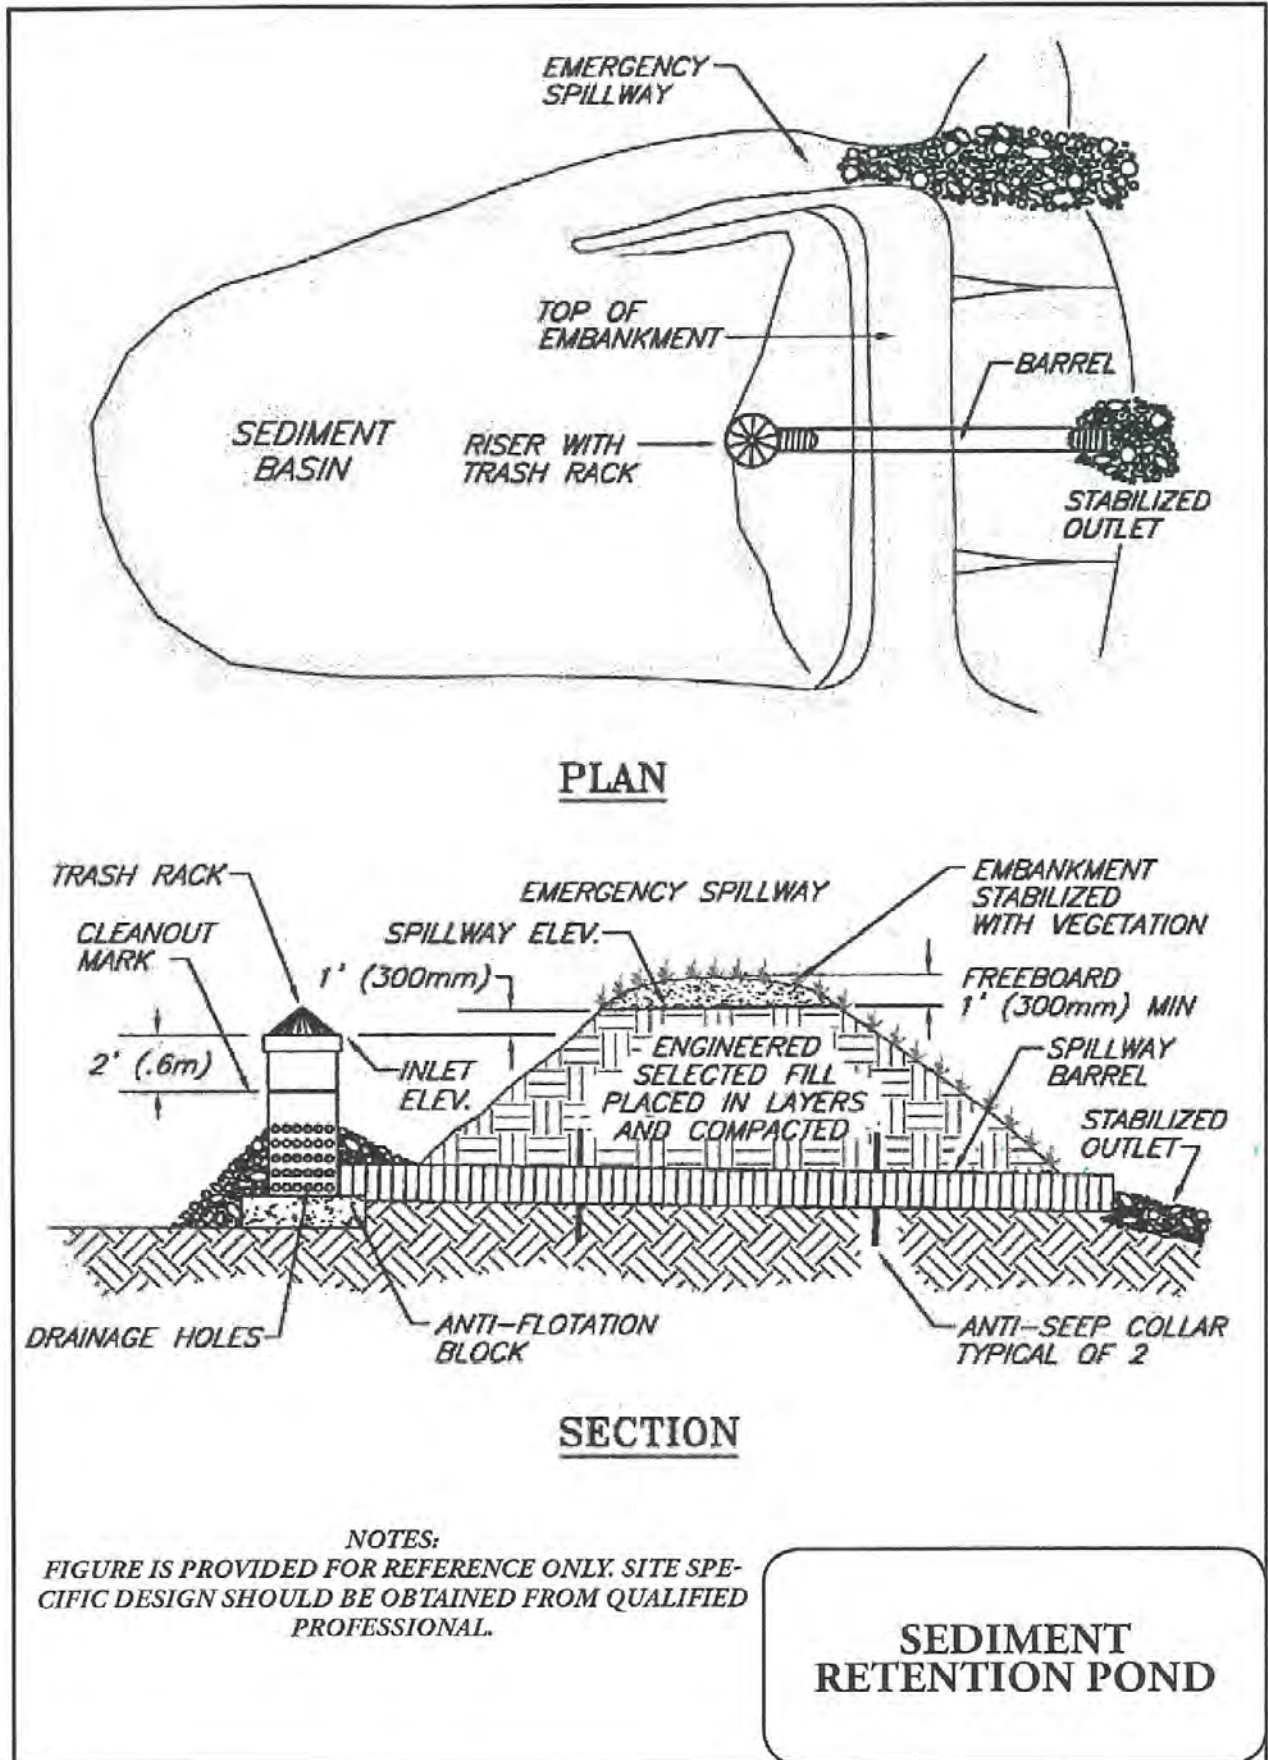 EMERGENCY
SPILLWAY
TOP OF
EMBANKMENT
BARREL
SEDIMENT
BASIN
RISER WITH
TRASH RACK
STABILIZED
OUTLET
PLAN
TRASH RACK
CLEANOUT
MARK
1' (300mm)
2' (.6m)
EMERGENCY SPILLWAY
SPILLWAY ELEV.
EMBANKMENT
STABILIZED
WITH VEGETATION
FREEBOARD
1' (300mm) MIN
INLET
ELEV.
ENGINEERED
SELECTED FILL
PLACED IN LAYERS
AND COMPACTED
SPILLWAY
BARREL
STABILIZED
OUTLET
DRAINAGE HOLES
ANTI-FLOTATION
BLOCK
ANTI-SEEP COLLAR
TYPICAL OF 2
SECTION
NOTES:
FIGURE IS PROVIDED FOR REFERENCE ONLY. SITE SPE-
CIFIC DESIGN SHOULD BE OBTAINED FROM QUALIFIED
PROFESSIONAL.
SEDIMENT
RETENTION POND